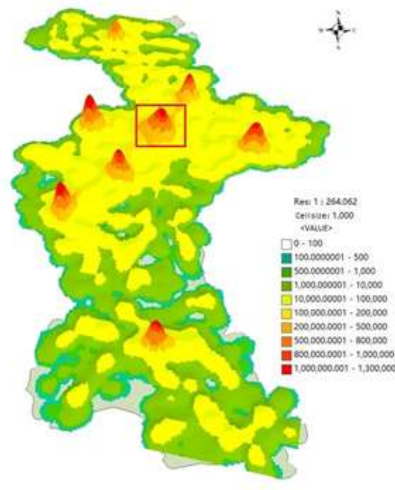 Res: 1 : 264.062
Cellsize: 1,000
<VALUE>
0 - 100
100.0000001 - 500
500.0000001 - 1,000
1,000.000001 - 10,000
10,000.00001 - 100,000
100,000.0001 - 200,000
200,000.0001 - 500,000
500,000.0001 - 800,000
800,000.0001 - 1,000,000
1,000,000.001 - 1,300,000